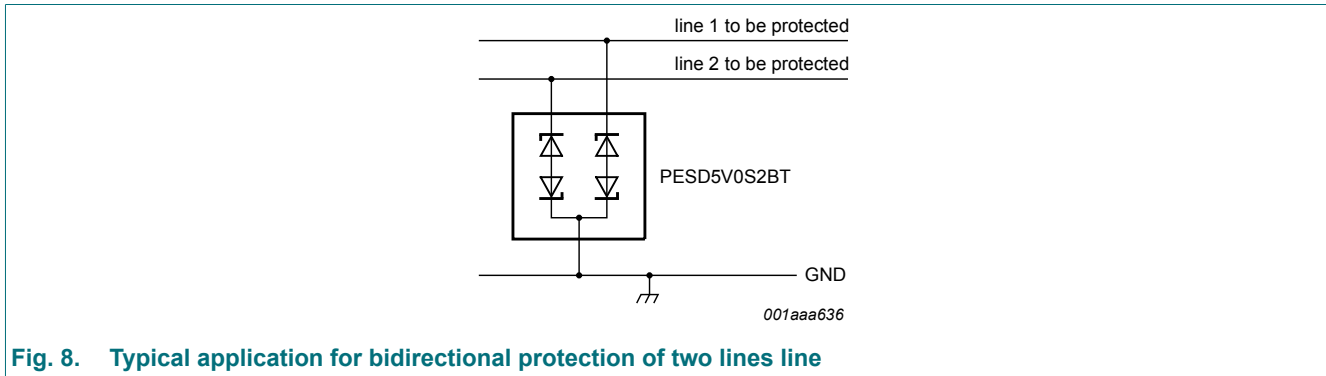 line 1 to be protected
line 2 to be protected
PESD5V0S2BT
GND
001aaa636
Fig. 8. Typical application for bidirectional protection of two lines line